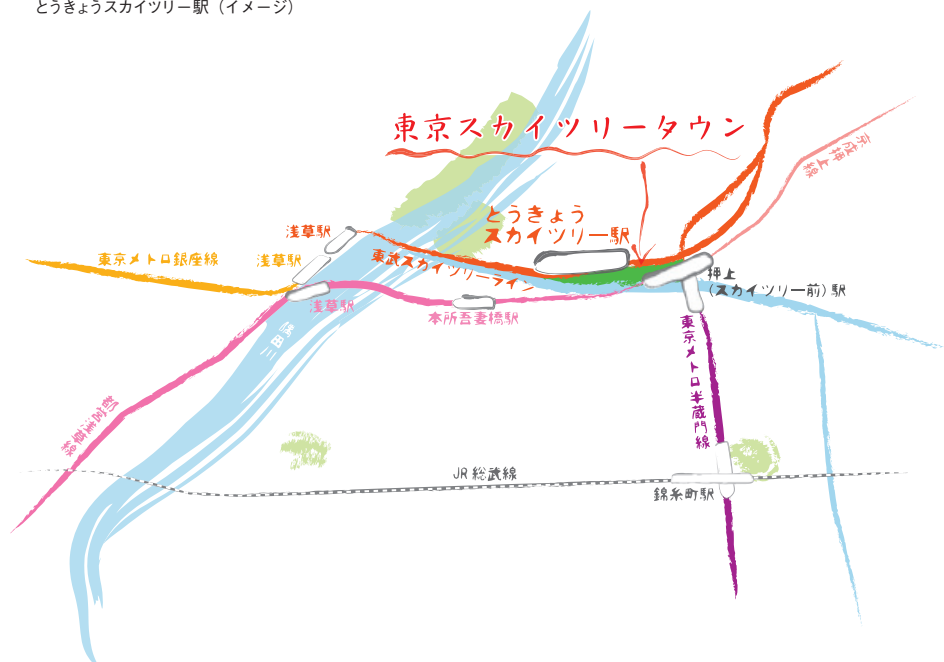 とうきょうスカイツリー駅（イメージ）
東京スカイツリータウン
京成押上線
とうきょう
スカイツリー駅
浅草駅
東武スカイツリーライン
東京メトロ銀座線
浅草駅
押上
(スカイツリー前)駅
浅草駅
本所吾妻橋駅
隅田川
東京メトロ半蔵門線
都営浅草線
JR総武線
錦糸町駅